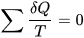 ∑ δQ/T = 0